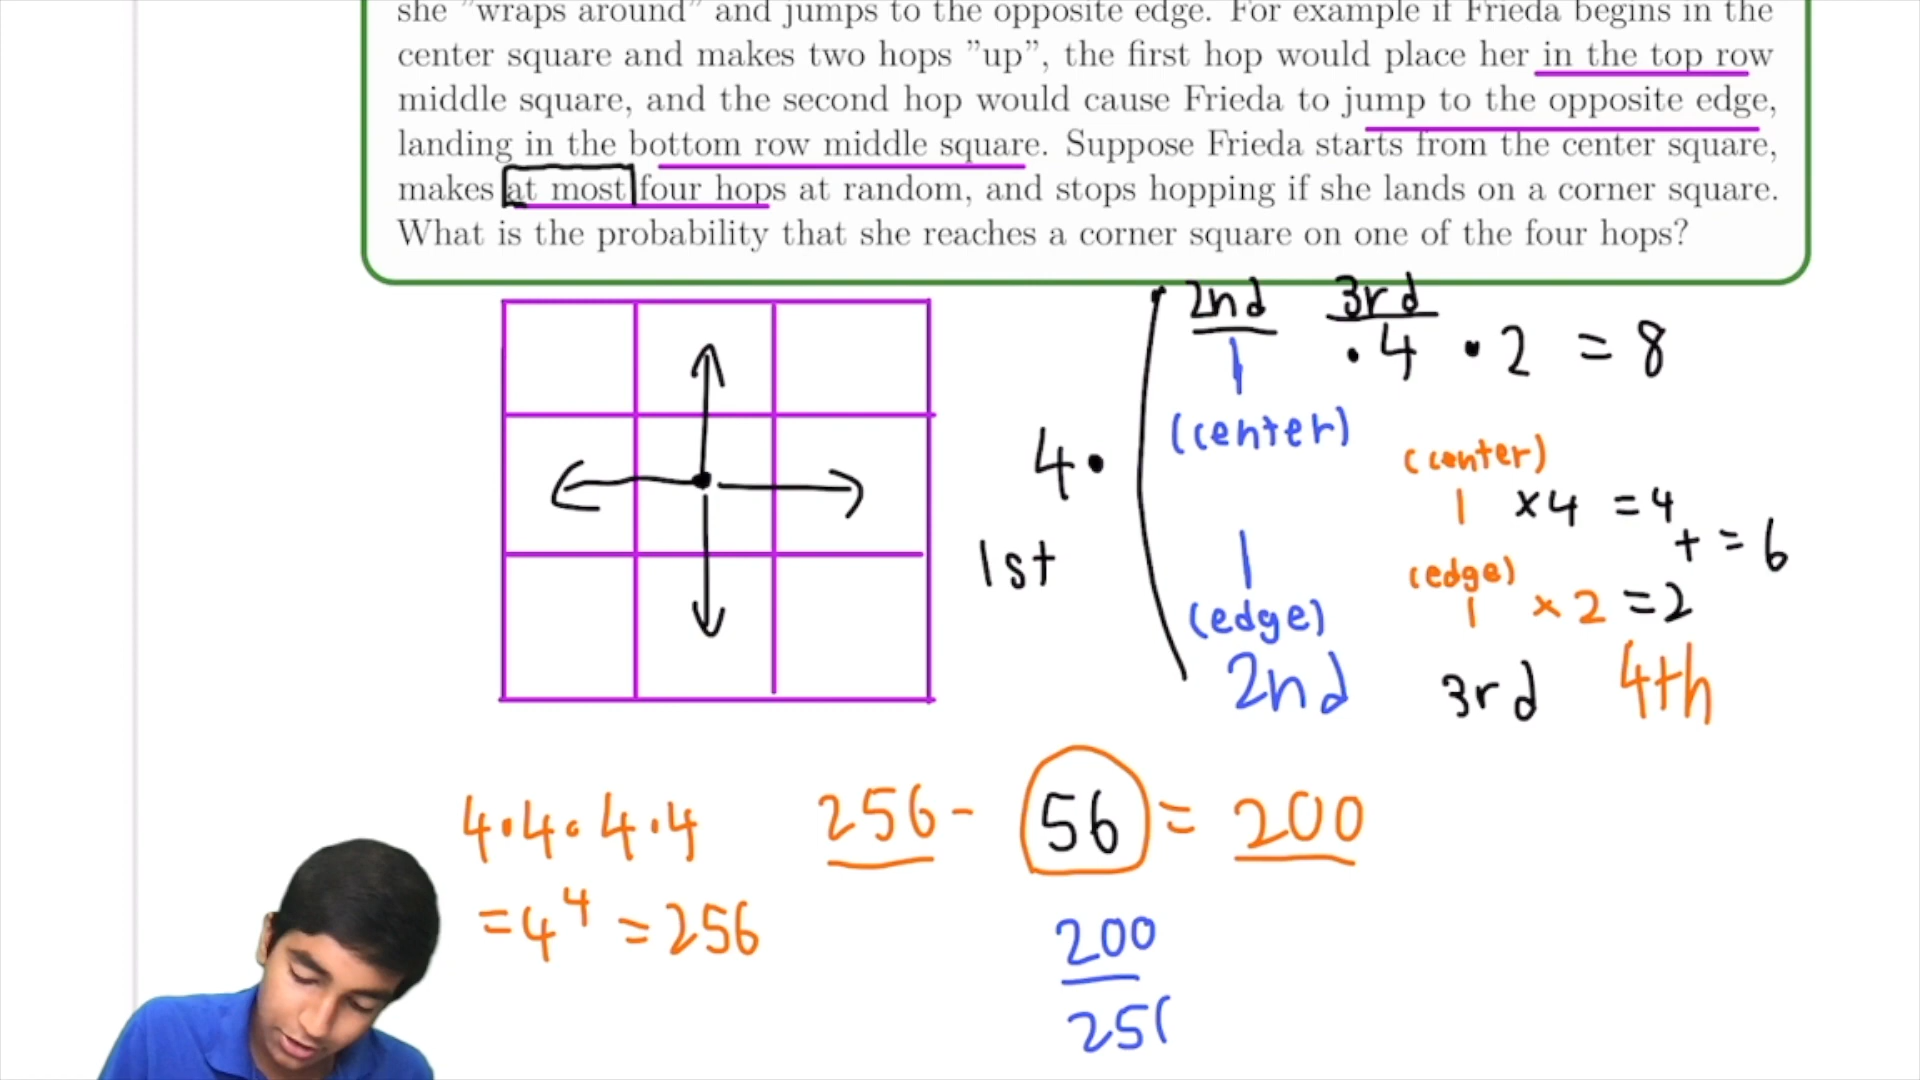 she "wraps around" and jumps to the opposite edge. For example if Frieda begins in the
center square and makes two hops "up", the first hop would place her in the top row
middle square, and the second hop would cause Frieda to jump to the opposite edge,
landing in the bottom row middle square. Suppose Frieda starts from the center square,
makes at most four hops at random, and stops hopping if she lands on a corner square.
What is the probability that she reaches a corner square on one of the four hops?
2nd 3rd
1 · 4 · 2 = 8
(center)
4 ·
(center)
1 × 4 = 4
+ = 6
1st
1
(edge)
(edge)
1 × 2 = 2
2nd 3rd 4th
4 · 4 · 4 · 4 256 - 56 = 200
= 4⁴ = 256
200
25